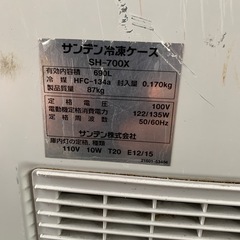 サンデン冷凍ケース
SH-700X
有効内容積 690L
冷媒 HFC-134a 封入量 0.170kg
製品質量 87kg
定格電圧 100V
電動機定格消費電力 122/135W
定格周波数 50/60Hz
サンデン株式会社
庫内灯の定格、種類
110V 10W T20 E12/15